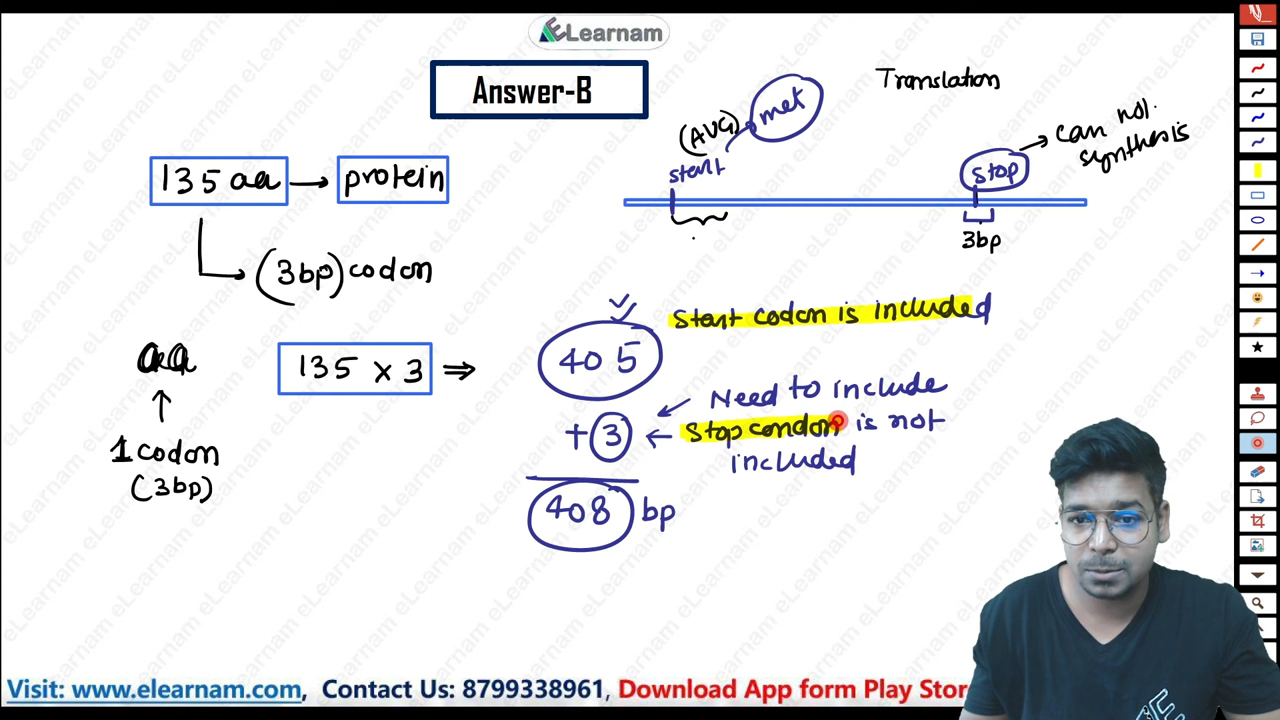 eLearnam
Answer-B
Translation
135 aa → protein
(3bp) codon
(AUG)
met
start
stop
→ can not
synthesis
3bp
aa
↑
1 codon
(3bp)
135 x 3 ⇒
405
Start codon is included
+ 3
← Need to include
← Stop condon is not
included
408 bp
Visit: www.elearnam.com, Contact Us: 8799338961, Download App form Play Stor